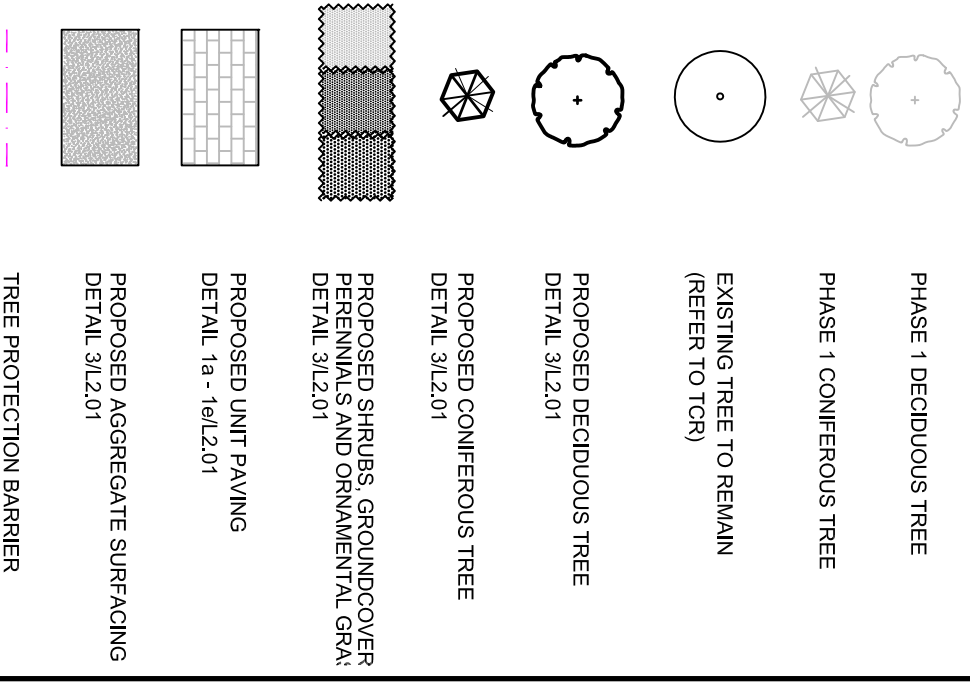 PHASE 1 DECIDUOUS TREE
PHASE 1 CONIFEROUS TREE
EXISTING TREE TO REMAIN
(REFER TO TCR)
PROPOSED DECIDUOUS TREE
DETAIL 3/L2.01
PROPOSED CONIFEROUS TREE
DETAIL 3/L2.01
PROPOSED SHRUBS, GROUNDCOVER
PERENNIALS AND ORNAMENTAL
DETAIL 3/L2.01
PROPOSED UNIT PAVING
DETAIL 1a - 1e/L2.01
PROPOSED AGGREGATE SURFACING
DETAIL 3/L2.01
TREE PROTECTION BARRIER